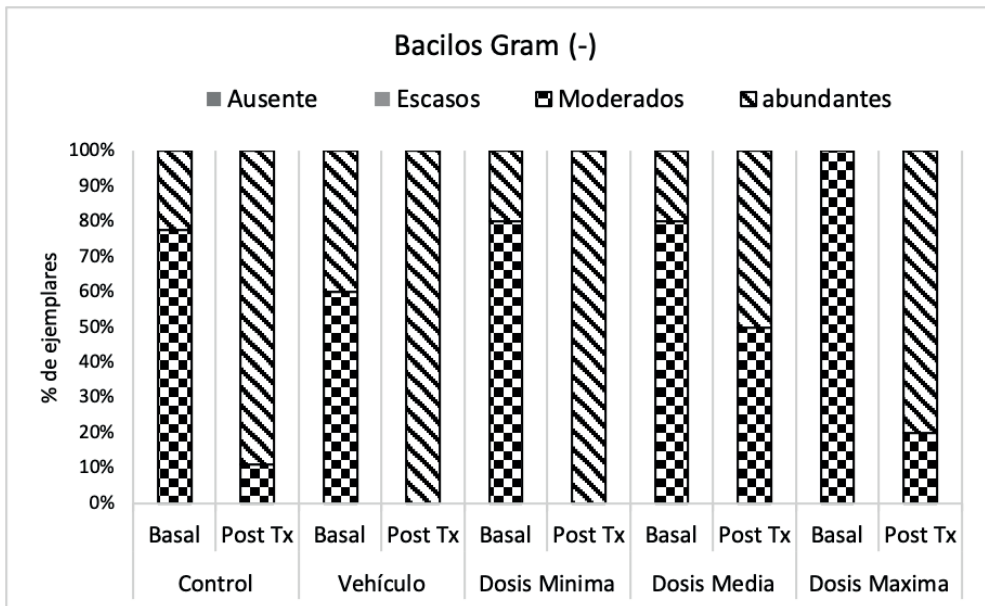 Bacilos Gram (-)
Ausente Escasos Moderados abundantes
100%
90%
80%
70%
60%
50%
40%
30%
20%
10%
0%
% de ejemplares
Basal Post Tx Basal Post Tx Basal Post Tx Basal Post Tx Basal Post Tx
Control Vehículo Dosis Minima Dosis Media Dosis Maxima